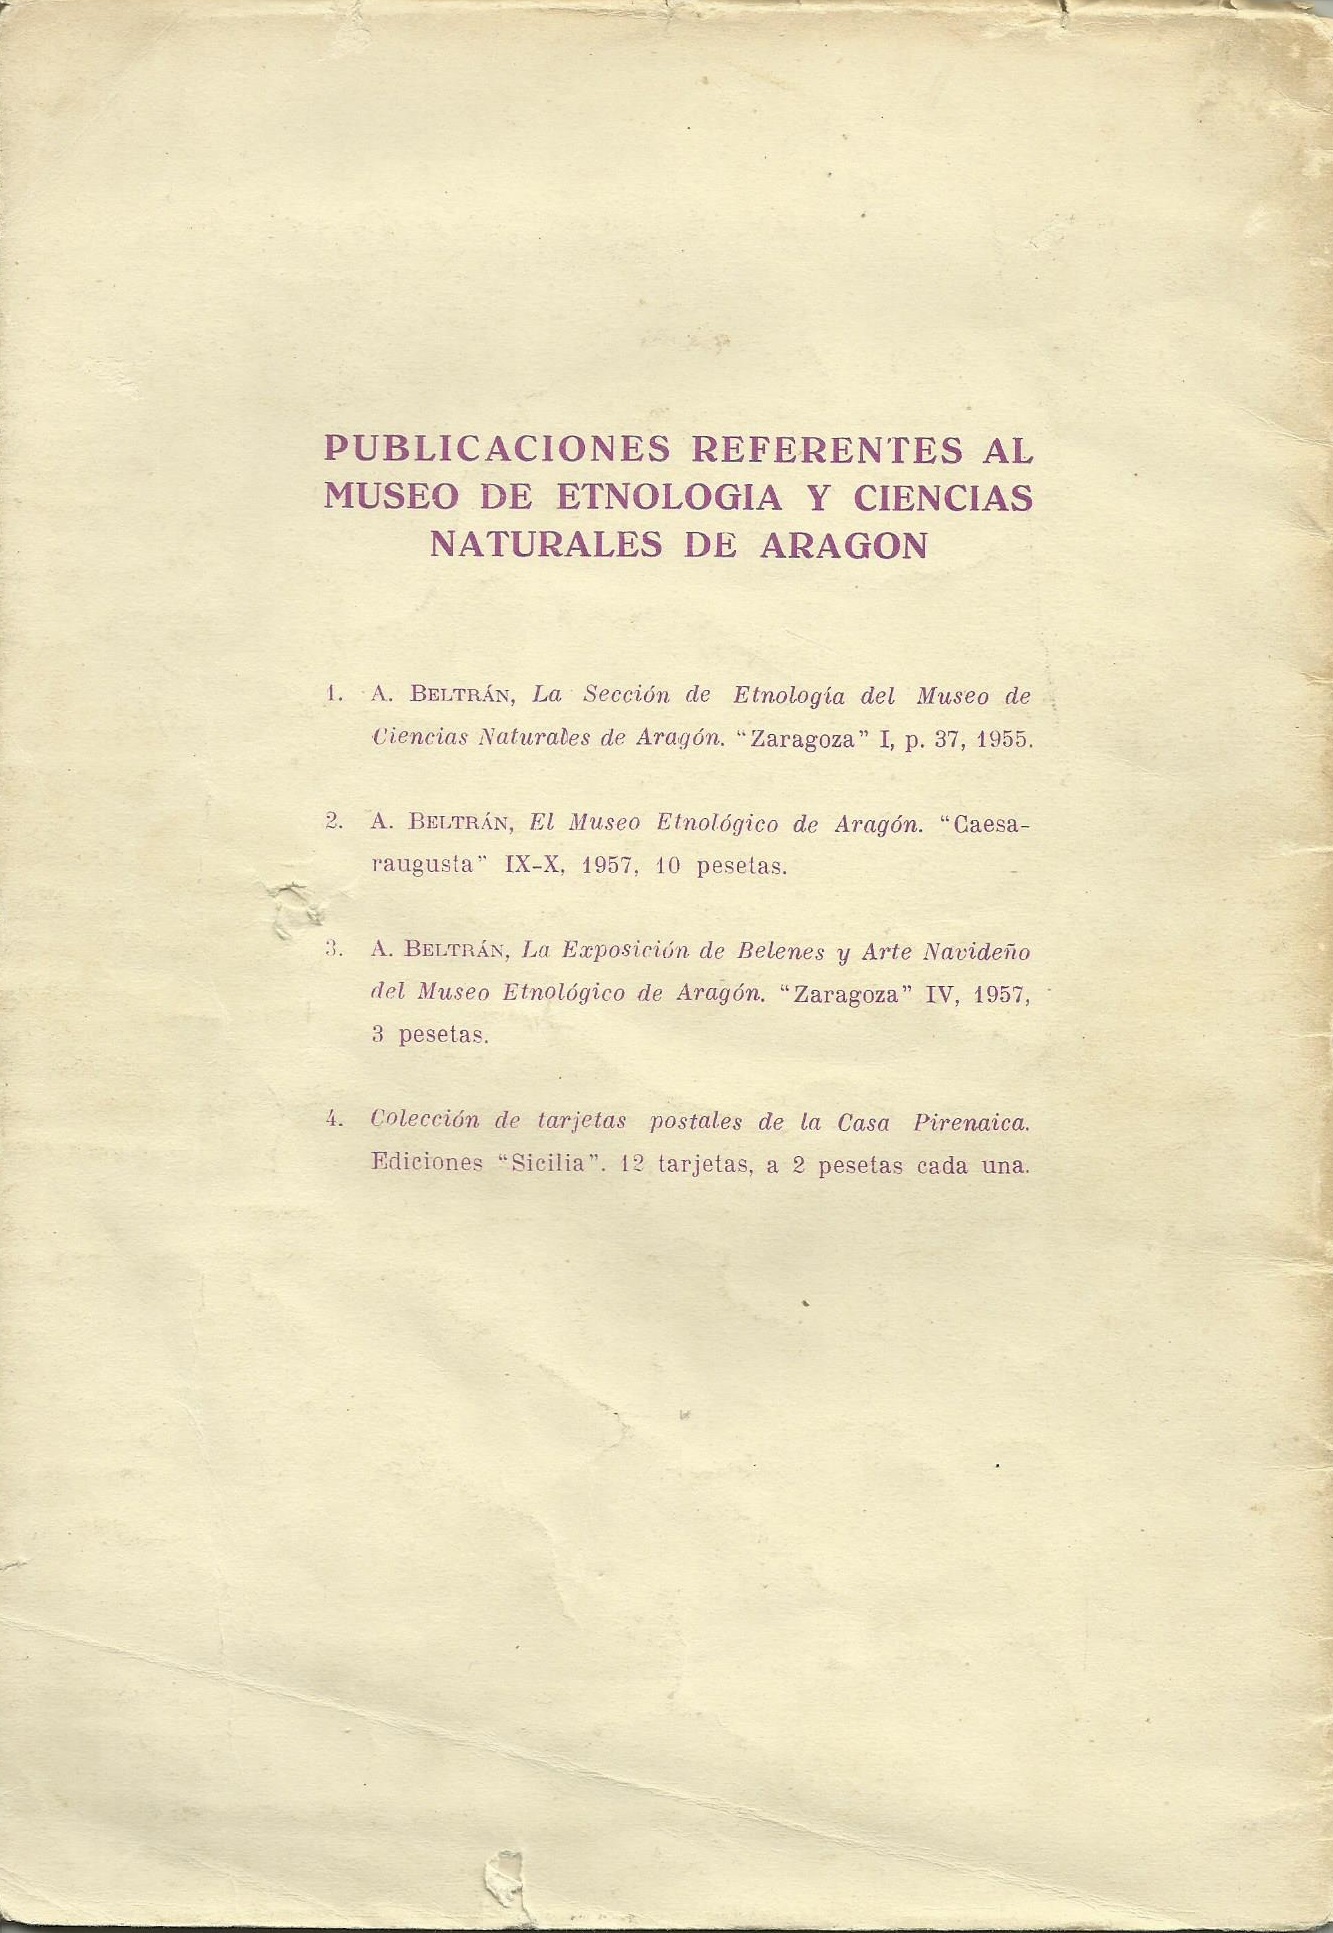 PUBLICACIONES REFERENTES AL
MUSEO DE ETNOLOGIA Y CIENCIAS
NATURALES DE ARAGON
1. A. BELTRÁN, La Sección de Etnología del Museo de
Ciencias Naturales de Aragón. “Zaragoza” I, p. 37, 1955.
2. A. BELTRÁN, El Museo Etnológico de Aragón. “Caesa-
raugusta” IX-X, 1957, 10 pesetas.
3. A. BELTRÁN, La Exposición de Belenes y Arte Navideño
del Museo Etnológico de Aragón. “Zaragoza” IV, 1957,
3 pesetas.
4. Colección de tarjetas postales de la Casa Pirenaica.
Ediciones “Sicilia”. 12 tarjetas, a 2 pesetas cada una.